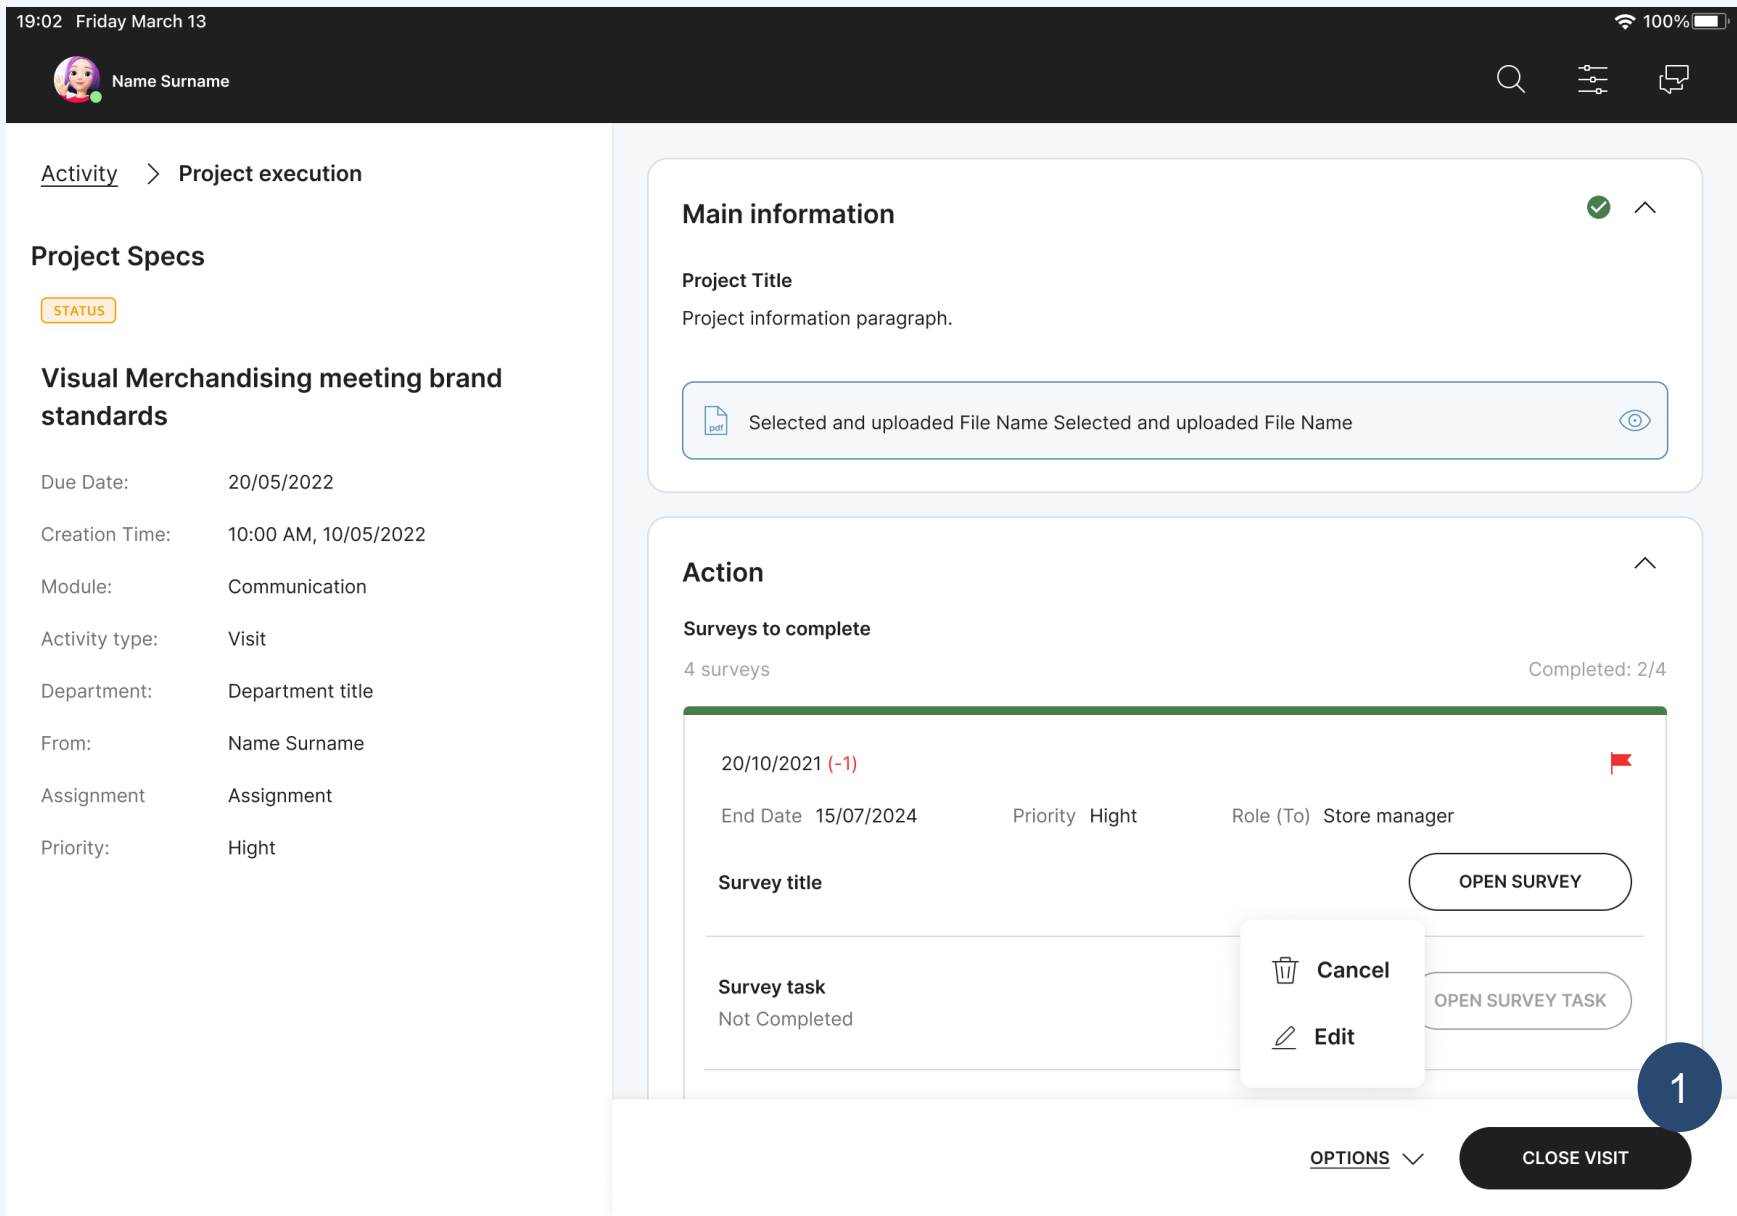 19:02 Friday March 13
100%
Name Surname
Activity
Project execution
Project Specs
STATUS
Visual Merchandising meeting brand
standards
Due Date: 20/05/2022
Creation Time: 10:00 AM, 10/05/2022
Module: Communication
Activity type: Visit
Department: Department title
From: Name Surname
Assignment Assignment
Priority: Hight
Main information
Project Title
Project information paragraph.
pdf
Selected and uploaded File Name Selected and uploaded File Name
Action
Surveys to complete
4 surveys
Completed: 2/4
20/10/2021 (-1)
End Date 15/07/2024 Priority Hight Role (To) Store manager
Survey title
OPEN SURVEY
Survey task
Not Completed
OPEN SURVEY TASK
Cancel
Edit
1
OPTIONS
CLOSE VISIT